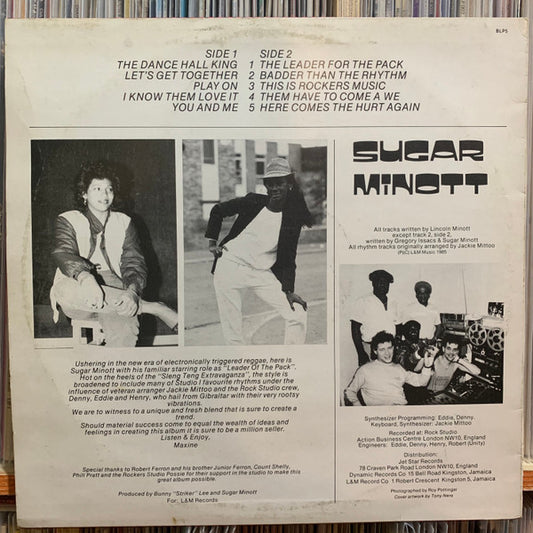 BLP5
SIDE 1 SIDE 2
THE DANCE HALL KING 1 THE LEADER FOR THE PACK
LET'S GET TOGETHER 2 BADDER THAN THE RHYTHM
PLAY ON 3 THIS IS ROCKERS MUSIC
I KNOW THEM LOVE IT 4 THEM HAVE TO COME A WE
YOU AND ME 5 HERE COMES THE HURT AGAIN
SUGAR
MINOTT
All tracks written by Lincoln Minott
except track 2, side 2,
written by Gregory Issacs & Sugar Minott
All rhythm tracks originally arranged by Jackie Mittoo
(P)(C) L&M Music 1985
Ushering in the new era of electronically triggered reggae, here is
Sugar Minott with his familiar starring role as "Leader Of The Pack".
Hot on the heels of the "Sleng Teng Extravaganza", the style is
broadened to include many of Studio I favourite rhythms under the
influence of veteran arranger Jackie Mittoo and the Rock Studio crew,
Denny, Eddie and Henry, who hail from Gibraltar with their very rootsy
vibrations.
We are to witness to a unique and fresh blend that is sure to create a
trend.
Should material success come to equal the wealth of ideas and
feelings in creating this album it is sure to be a million seller.
Listen & Enjoy,
Maxine
Special thanks to Robert Ferron and his brother Junior Ferron, Count Shelly,
Phill Pratt and the Rockers Studio Possie for their support in the studio to make this
great album possible.
Produced by Bunny "Striker" Lee and Sugar Minott
For: L&M Records
Synthesizer Programming: Eddie, Denny.
Keyboard, Synthesizer: Jackie Mittoo
Recorded at: Rock Studio
Action Business Centre London NW10, England
Engineers: Eddie, Denny, Henry, Robert (Unite)
Distribution:
Jet Star Records
78 Craven Park Road London NW10, England
Dynamic Records Co 15 Bell Road Kingston, Jamaica
L&M Record Co 1 Robert Crescent Kingston 5, Jamaica
Photographed by Roy Pottinger
Cover artwork by Tony Nero